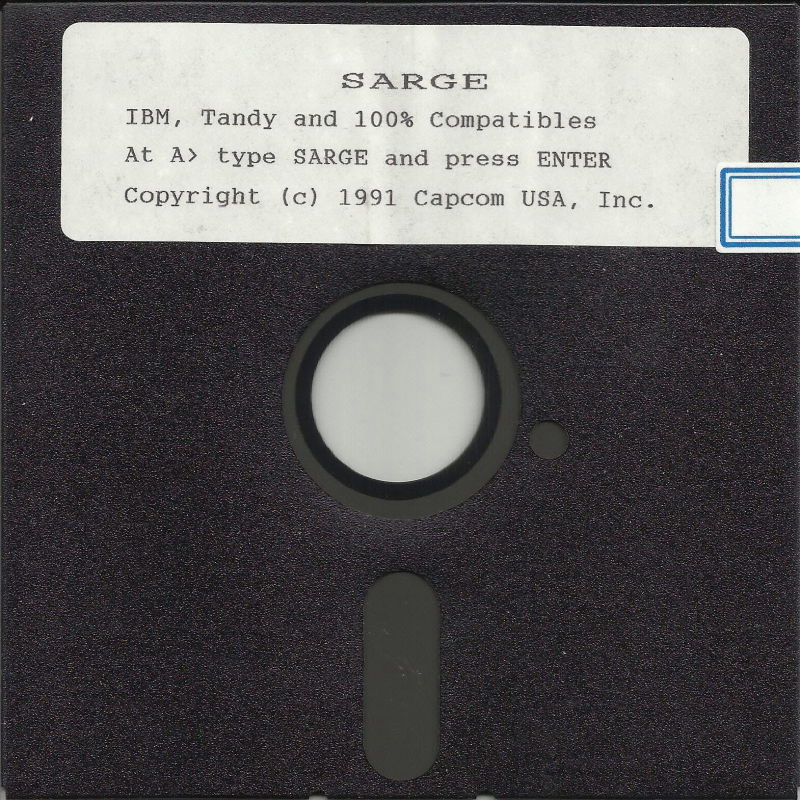 SARGE
IBM, Tandy and 100% Compatibles
At A> type SARGE and press ENTER
Copyright (c) 1991 Capcom USA, Inc.